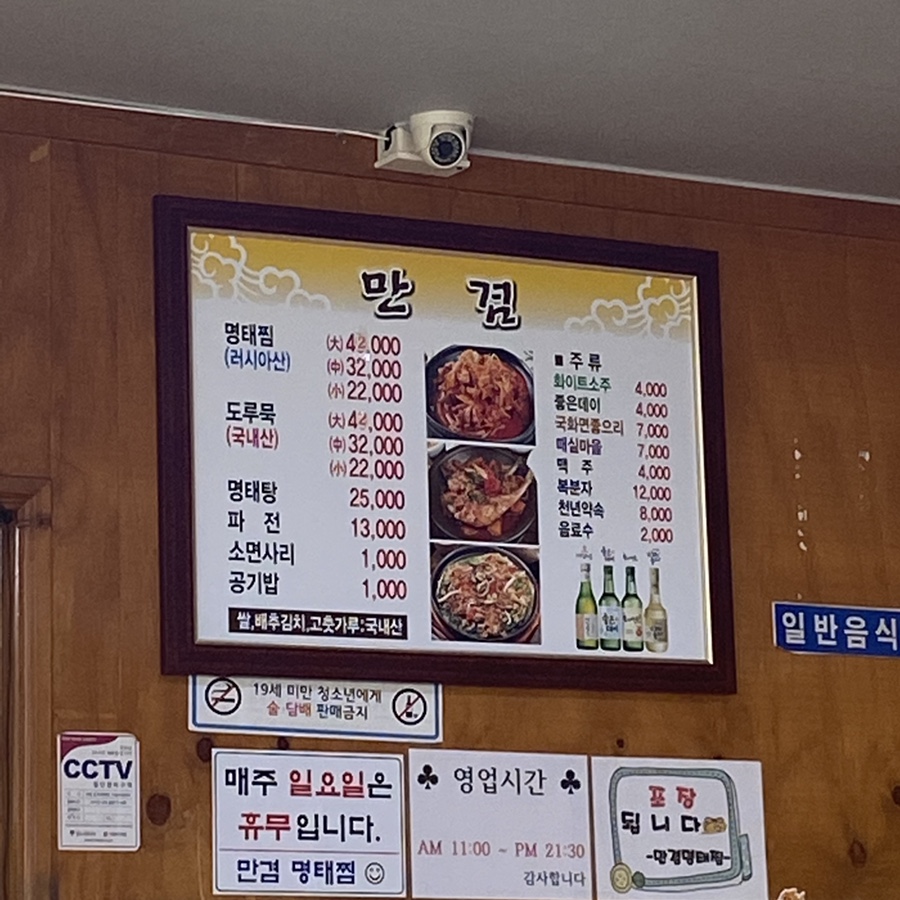 만 겸
명태찜 (大) 42,000
(러시아산) (中) 32,000
(小) 22,000
도루묵 (大) 42,000
(국내산) (中) 32,000
(小) 22,000
명태탕 25,000
파 전 13,000
소면사리 1,000
공기밥 1,000
쌀,배추김치,고춧가루:국내산
■ 주 류
화이트소주 4,000
좋은데이 4,000
국화면좋으리 7,000
매실마을 7,000
맥 주 4,000
복분자 12,000
천년약속 8,000
음료수 2,000
일반음식
19세 미만 청소년에게
술 담배 판매금지
CCTV
매주 일요일은
휴무입니다.
만겸 명태찜
♣ 영업시간 ♣
AM 11:00 ~ PM 21:30
감사합니다
포장
됩니다
-만겸명태찜-